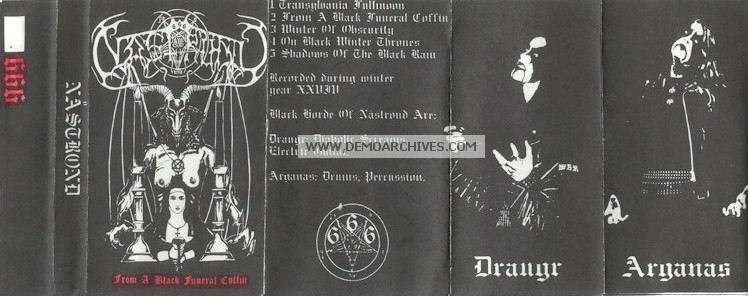 666
NÄSTROND
From A Black Funeral Coffin
1 Transylvania Fullmoon
2 From A Black Funeral Coffin
3 Winter Of Obscurity
4 On Black Winter Thrones
5 Shadows Of The Black Rain
Recorded during winter
year XXVIV
Black Horde Of Nästrond Are:
Draugr: Diabolic Screams
Electric Guitar.
WWW.DEMOARCHIVES.COM
Arganas: Drums, Percussion.
666
Draugr
Arganas